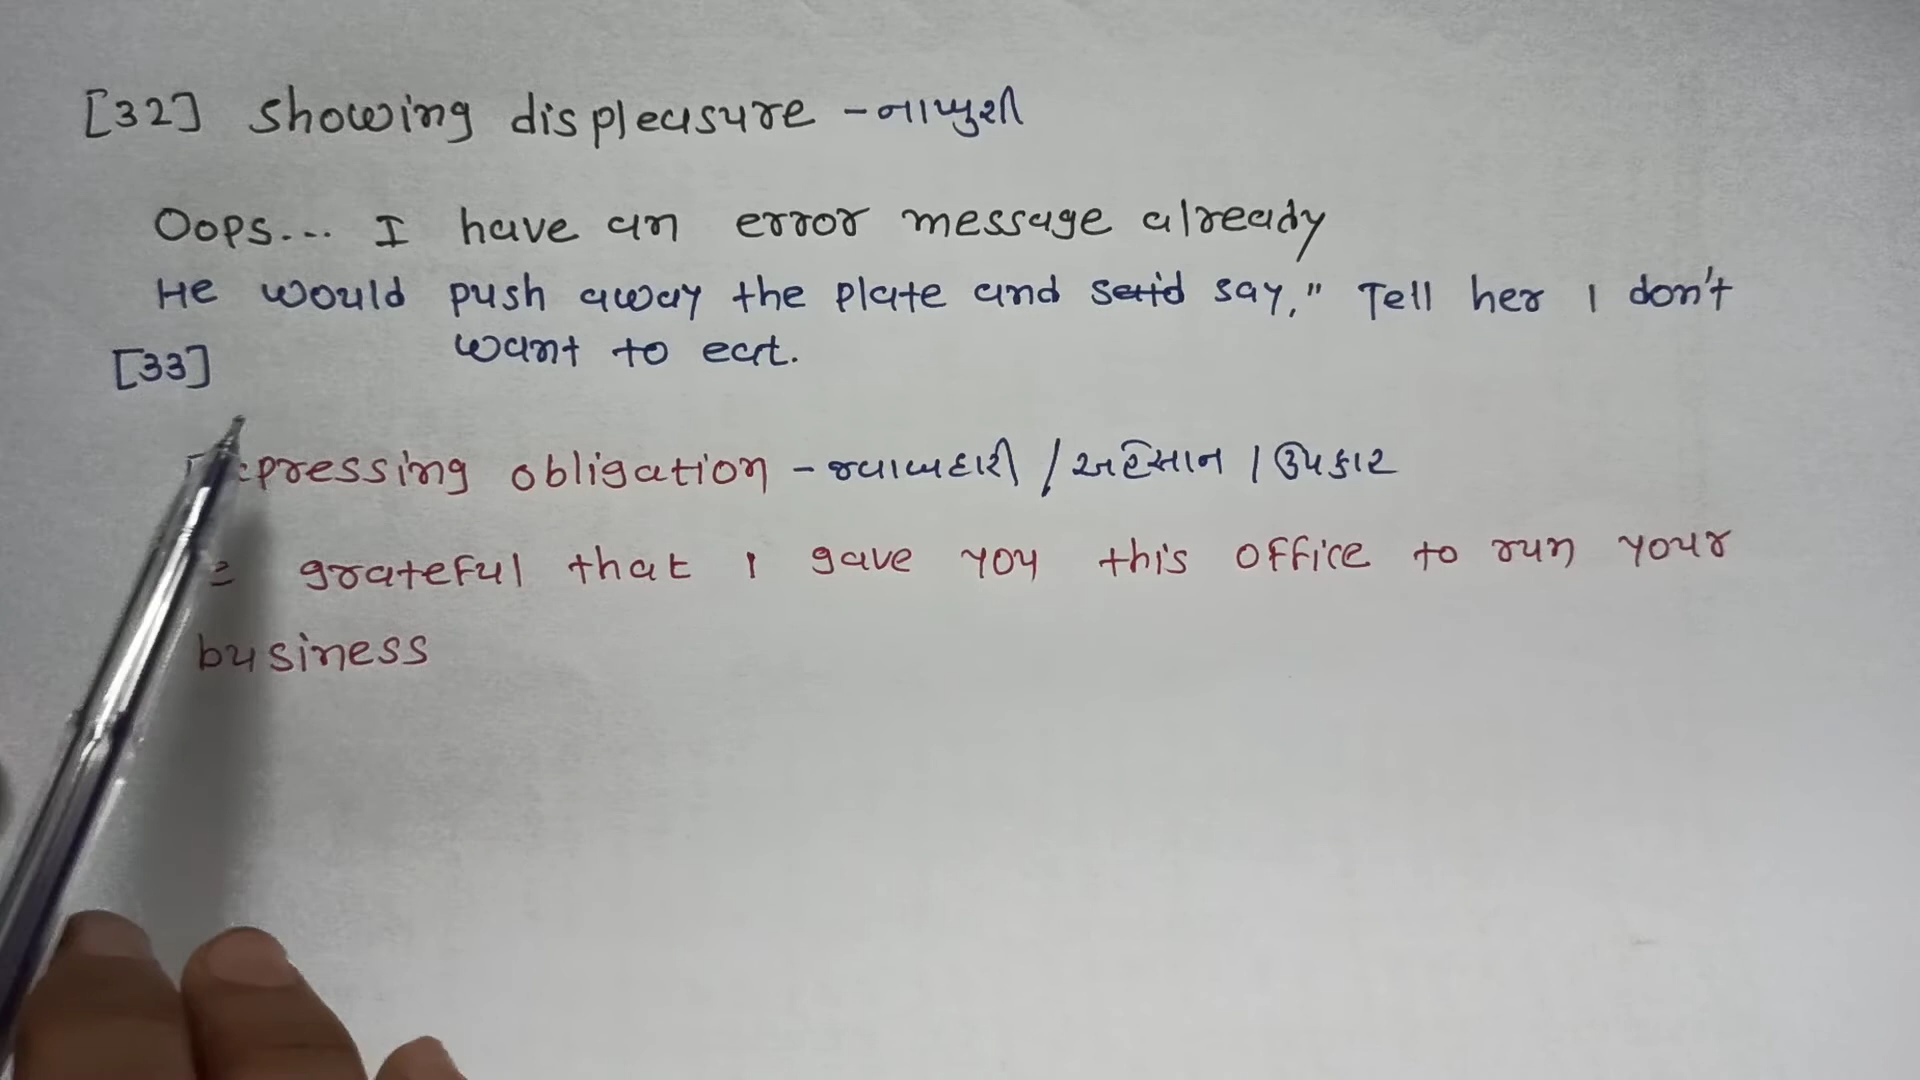 [32] showing displeasure - નાખુશી
Oops... I have an error message already
He would push away the plate and said say," Tell her I don't
want to eat.
[33]
Expressing obligation - જવાબદારી / અહેસાન / ઉપકાર
grateful that I gave you this office to run your
business